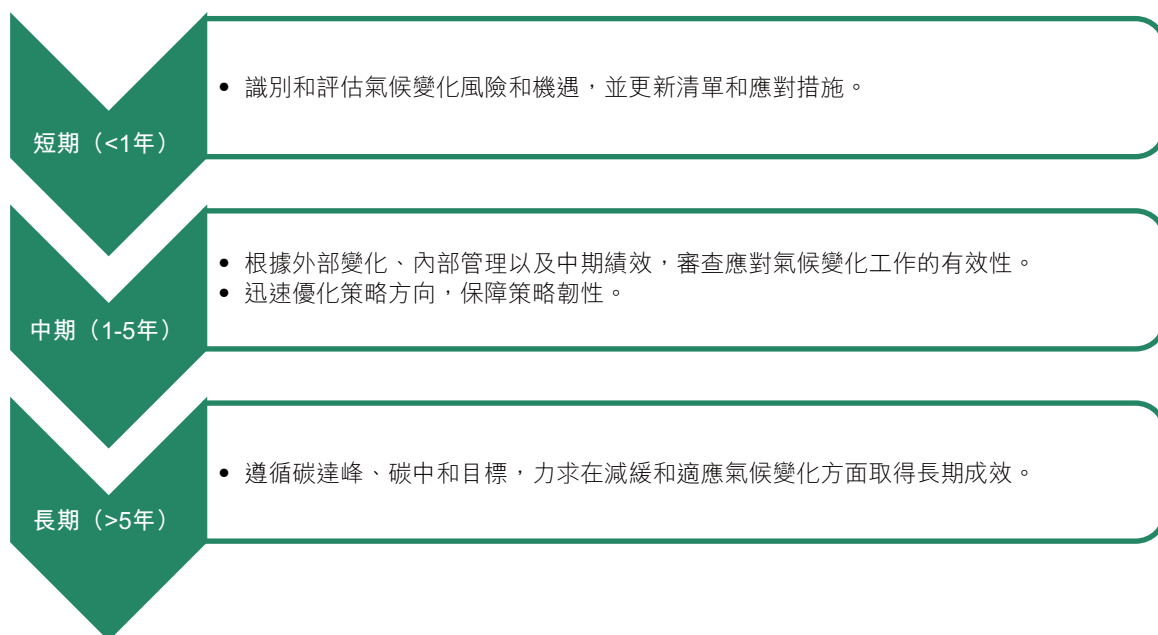 短期（<1年）
• 識別和評估氣候變化風險和機遇，並更新清單和應對措施。
中期（1-5年）
• 根據外部變化、內部管理以及中期績效，審查應對氣候變化工作的有效性。
• 迅速優化策略方向，保障策略韌性。
長期（>5年）
• 遵循碳達峰、碳中和目標，力求在減緩和適應氣候變化方面取得長期成效。